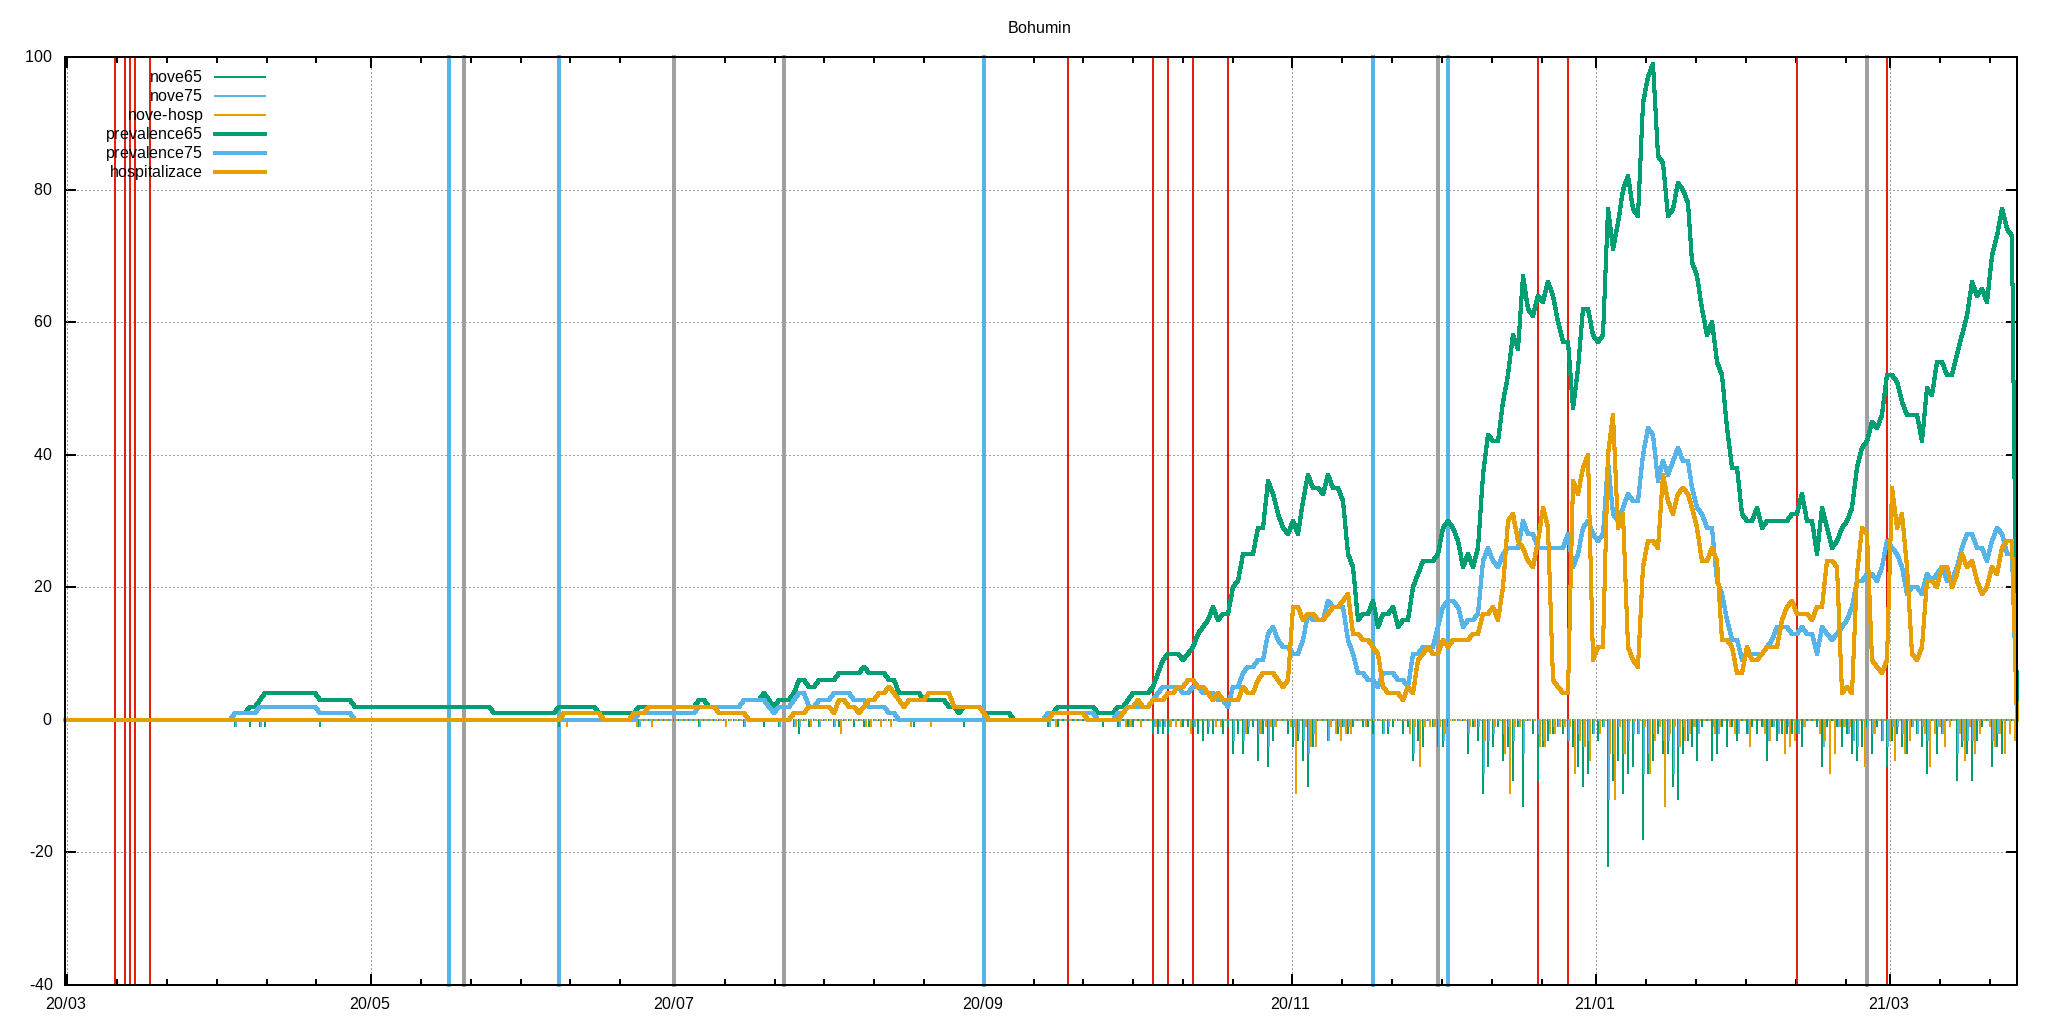 Bohumin
100
80
60
40
20
0
-20
-40
nove65
nove75
nove-hosp
prevalence65
prevalence75
hospitalizace
20/03 20/05 20/07 20/09 20/11 21/01 21/03